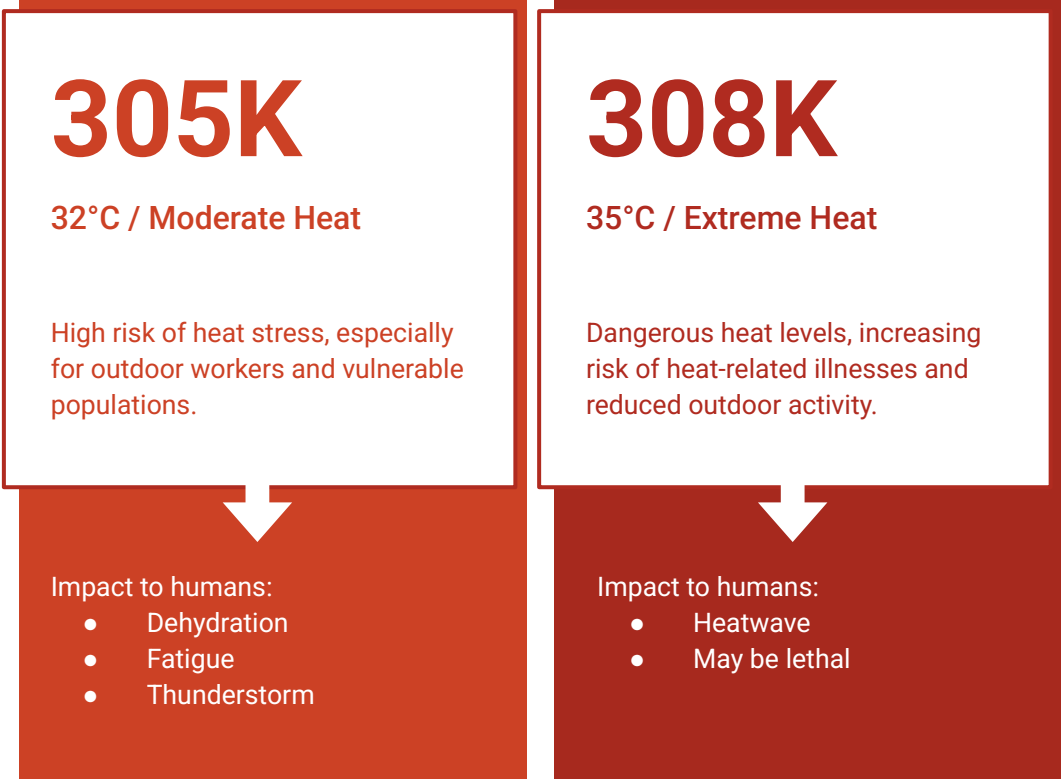 305K
32°C / Moderate Heat
High risk of heat stress, especially
for outdoor workers and vulnerable
populations.
Impact to humans:
● Dehydration
● Fatigue
● Thunderstorm
308K
35°C / Extreme Heat
Dangerous heat levels, increasing
risk of heat-related illnesses and
reduced outdoor activity.
Impact to humans:
● Heatwave
● May be lethal